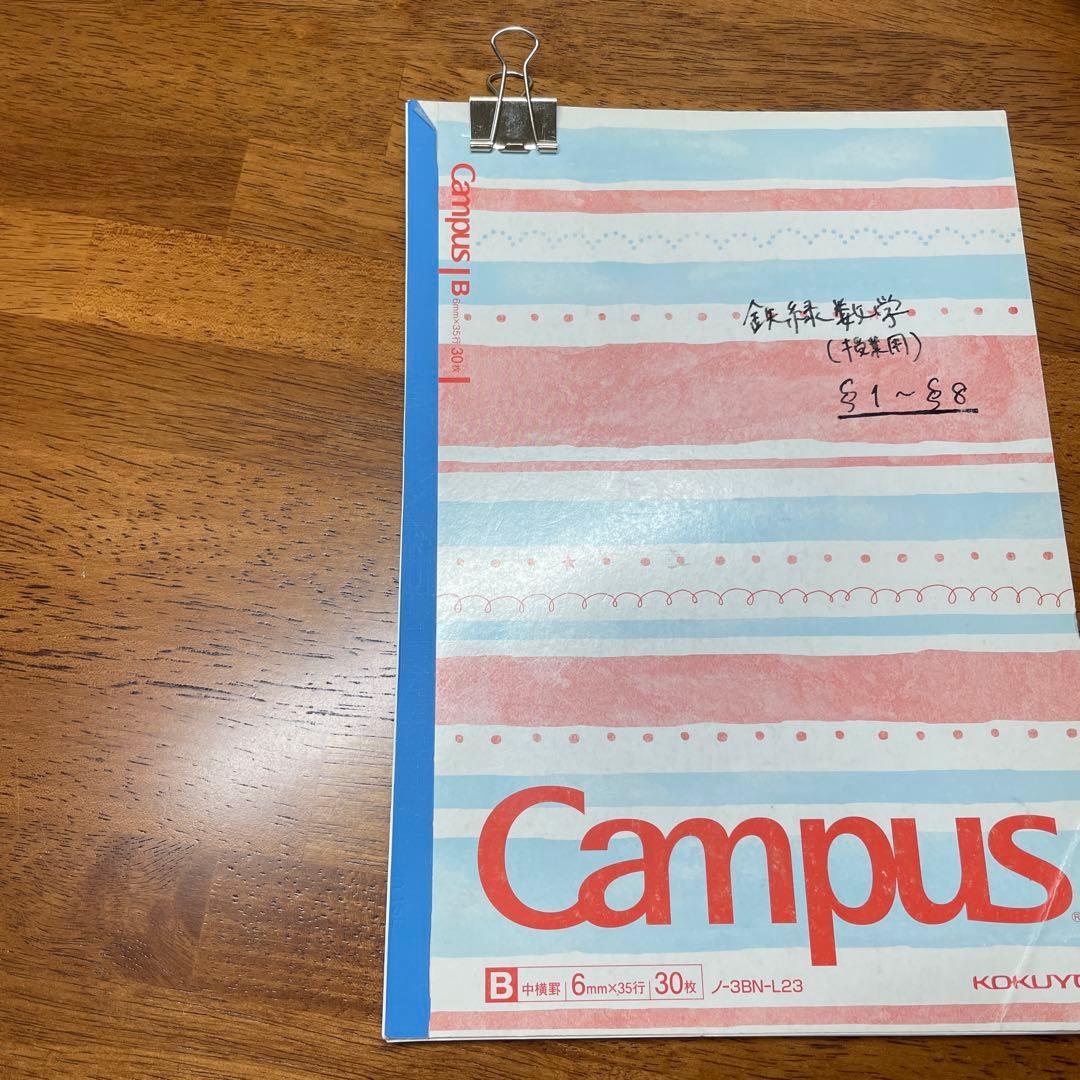 Campus B 6mm×35行 30枚
鉄緑数学
(授業用)
§1～§8
Campus®
B 中横罫 6mm×35行 30枚 ノ-3BN-L23
KOKUYO